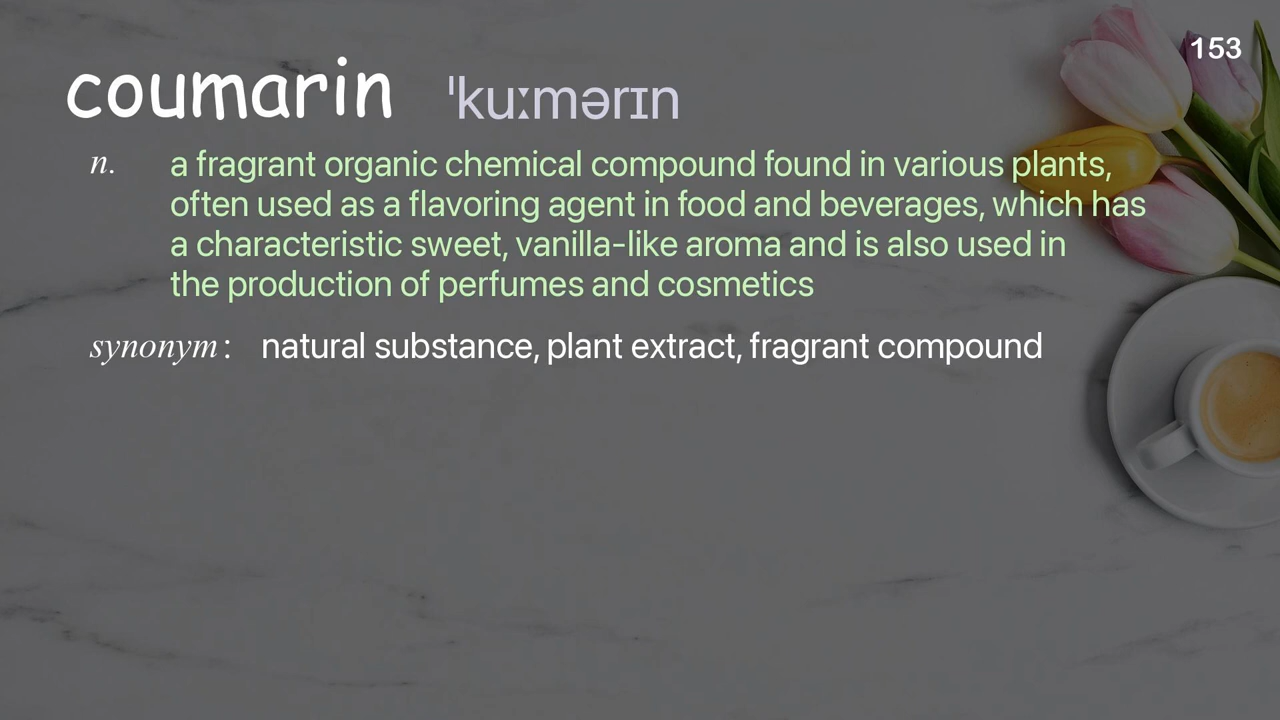 153
coumarin ˈkuːmərɪn
n. a fragrant organic chemical compound found in various plants,
often used as a flavoring agent in food and beverages, which has
a characteristic sweet, vanilla-like aroma and is also used in
the production of perfumes and cosmetics
synonym: natural substance, plant extract, fragrant compound